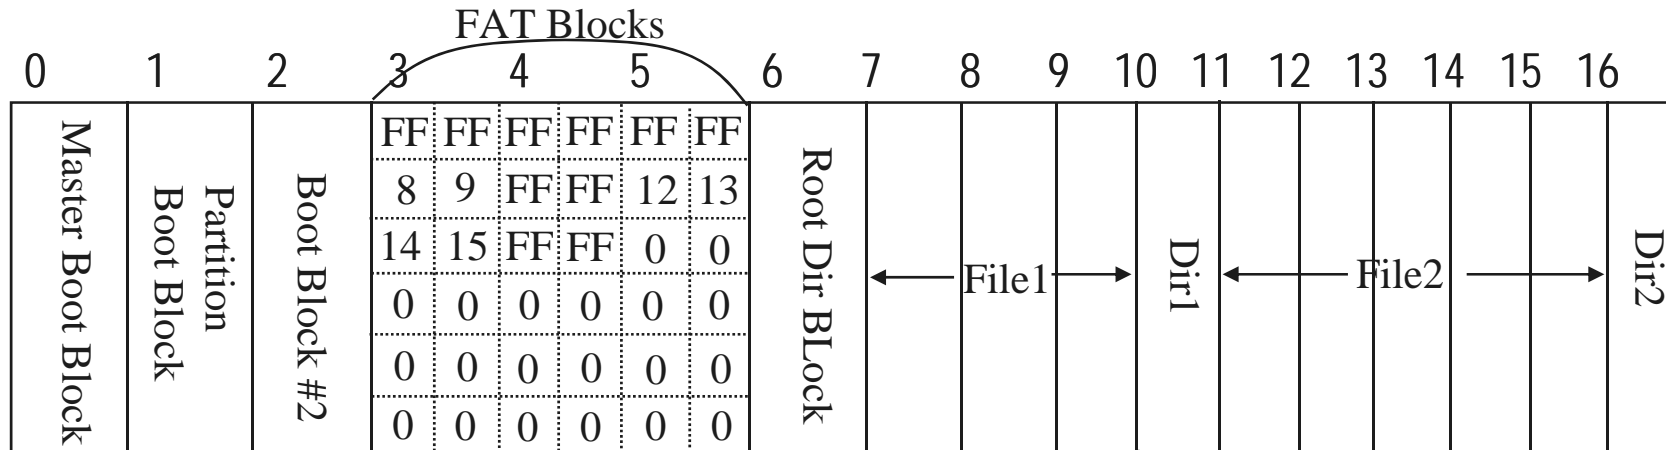 FAT Blocks
0 1 2 3 4 5 6 7 8 9 10 11 12 13 14 15 16
Master Boot Block
Partition
Boot Block
Boot Block #2
FF FF FF FF FF FF
8 9 FF FF 12 13
14 15 FF FF 0 0
0 0 0 0 0 0
0 0 0 0 0 0
0 0 0 0 0 0
Root Dir BLock
File1
Dir1
File2
Dir2